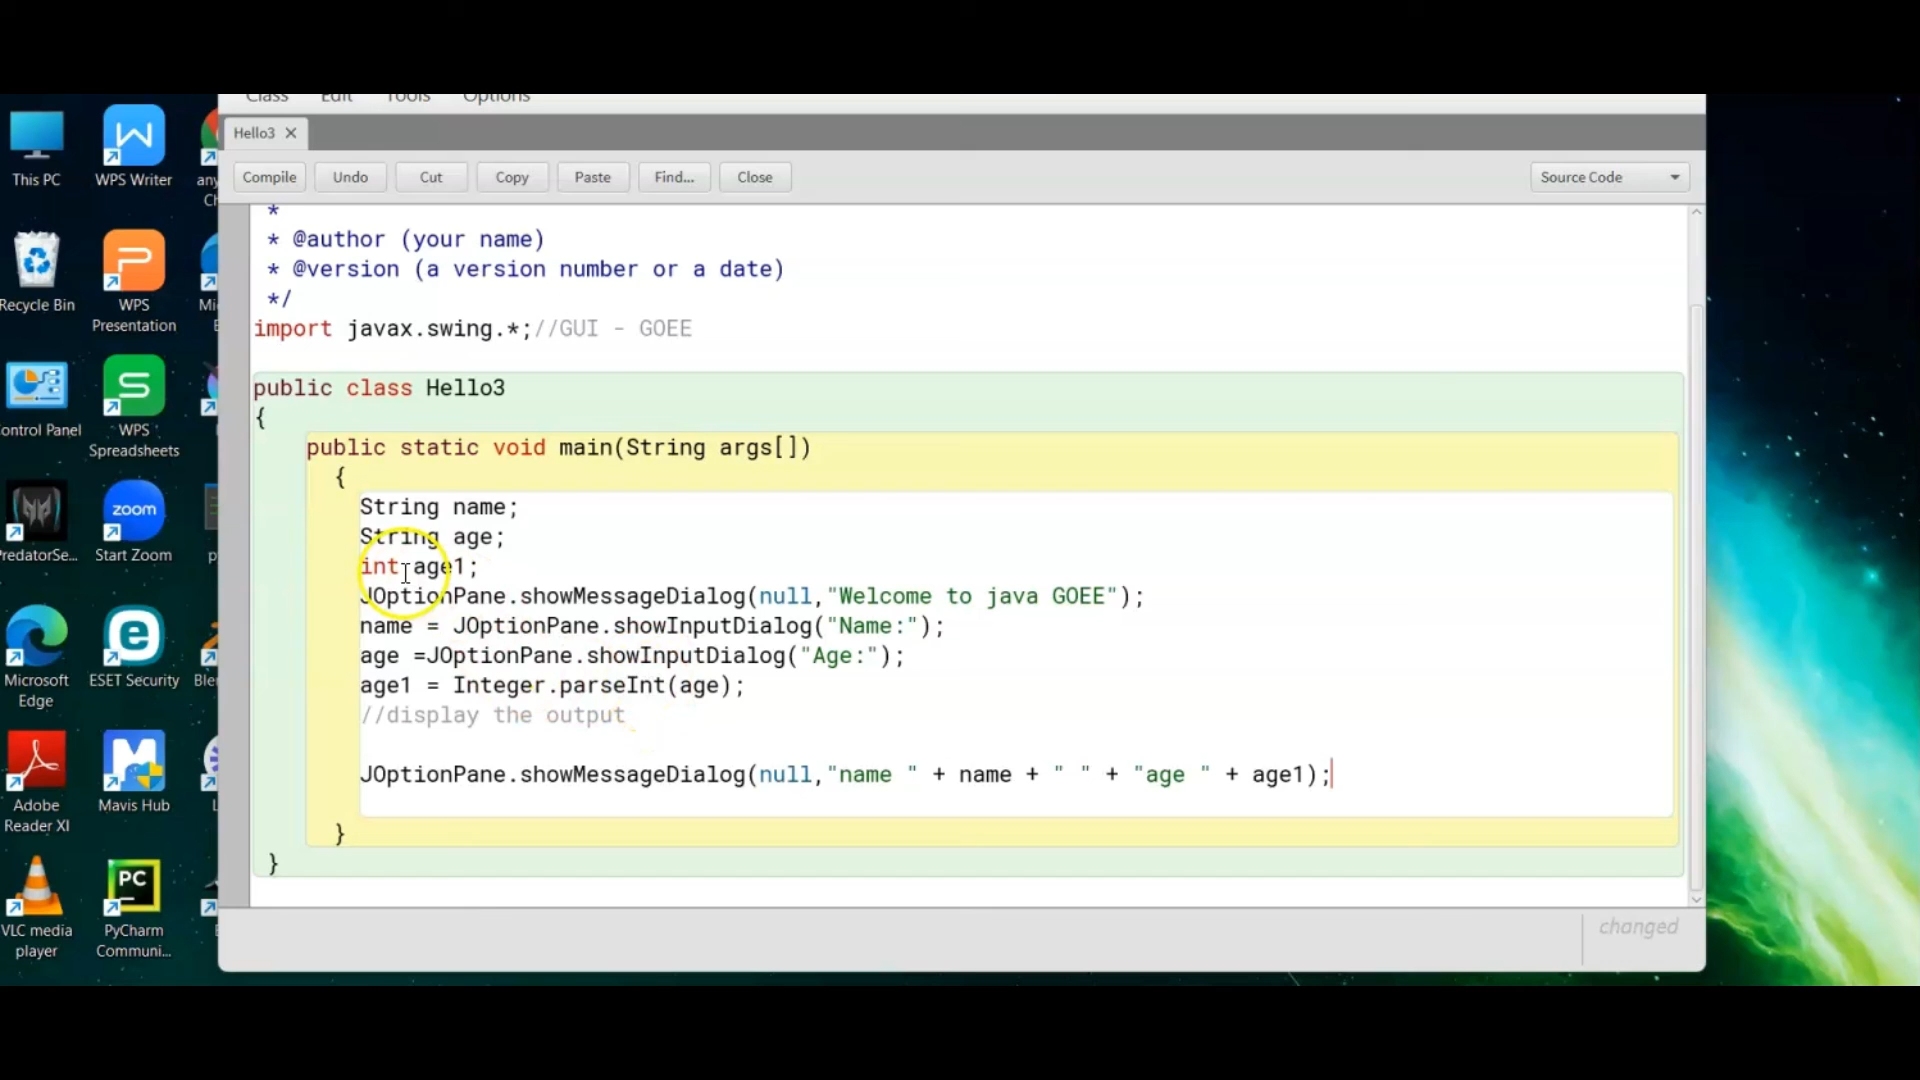 Class Edit Tools Options
Hello3
Compile Undo Cut Copy Paste Find... Close Source Code
*
* @author (your name)
* @version (a version number or a date)
*/
import javax.swing.*;//GUI - GOEE
public class Hello3
{
public static void main(String args[])
{
String name;
String age;
int age1;
JOptionPane.showMessageDialog(null,"Welcome to java GOEE");
name = JOptionPane.showInputDialog("Name:");
age =JOptionPane.showInputDialog("Age:");
age1 = Integer.parseInt(age);
//display the output
JOptionPane.showMessageDialog(null,"name " + name + " " + "age " + age1);
}
}
changed
This PC
WPS Writer
Recycle Bin
WPS
Presentation
ontrol Panel
WPS
Spreadsheets
redatorSe...
zoom
Start Zoom
Microsoft
Edge
ESET Security
Adobe
Reader XI
Mavis Hub
VLC media
player
PC
PyCharm
Communi...